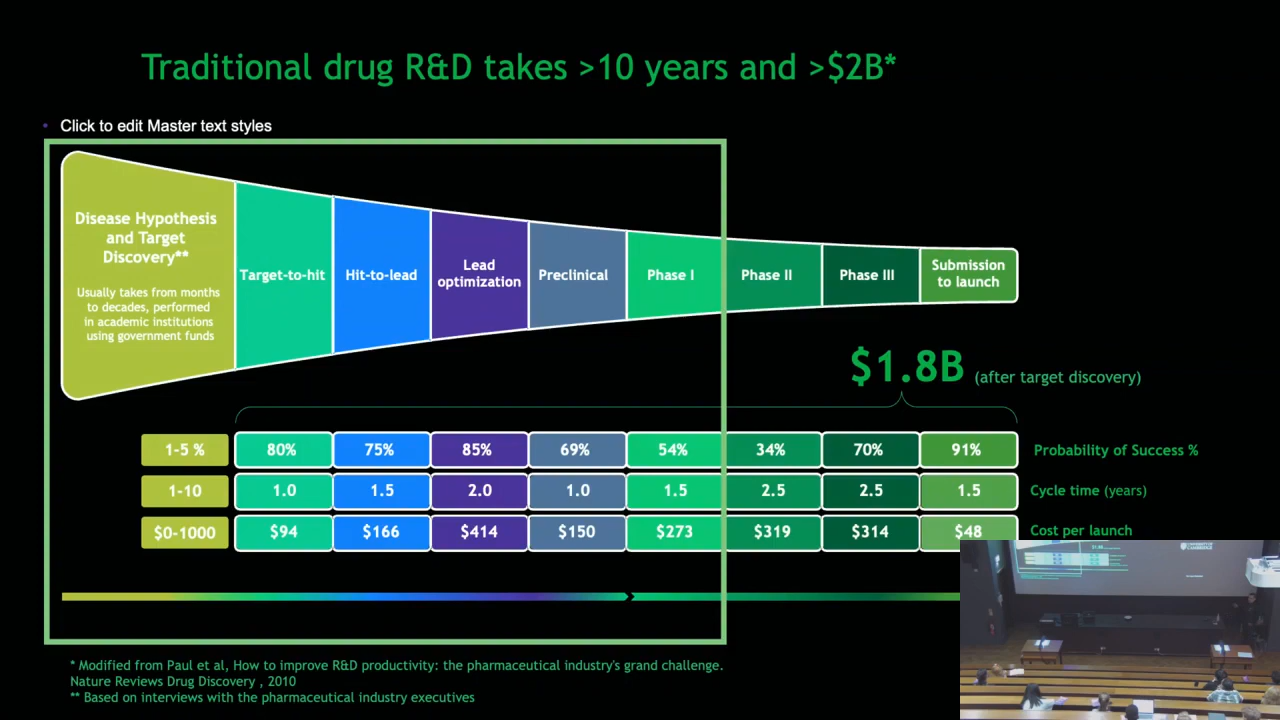 Traditional drug R&D takes >10 years and >$2B*
• Click to edit Master text styles
Disease Hypothesis
and Target
Discovery**
Usually takes from months
to decades, performed
in academic institutions
using government funds
Target-to-hit
Hit-to-lead
Lead
optimization
Preclinical
Phase I
Phase II
Phase III
Submission
to launch
$1.8B (after target discovery)
1-5 % 80% 75% 85% 69% 54% 34% 70% 91% Probability of Success %
1-10 1.0 1.5 2.0 1.0 1.5 2.5 2.5 1.5 Cycle time (years)
$0-1000 $94 $166 $414 $150 $273 $319 $314 $48 Cost per launch
* Modified from Paul et al, How to improve R&D productivity: the pharmaceutical industry's grand challenge.
Nature Reviews Drug Discovery , 2010
** Based on interviews with the pharmaceutical industry executives
UNIVERSITY OF
CAMBRIDGE